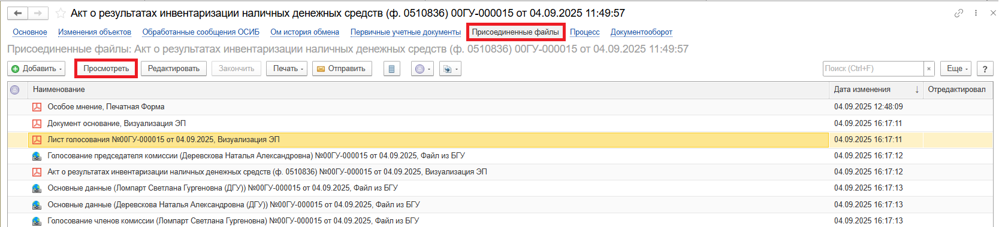 Акт о результатах инвентаризации наличных денежных средств (ф. 0510836) 00ГУ-000015 от 04.09.2025 11:49:57
Основное Изменения объектов Обработанные сообщения ОСИБ Ом история обмена Первичные учетные документы Присоединенные файлы Процесс Документооборот
Присоединенные файлы: Акт о результатах инвентаризации наличных денежных средств (ф. 0510836) 00ГУ-000015 от 04.09.2025 11:49:57
Добавить Просмотреть Редактировать Закончить Печать Отправить Поиск (Ctrl+F) × Еще ?
Наименование Дата изменения ↓ Отредактировал
Особое мнение, Печатная Форма 04.09.2025 12:48:09
Документ основание, Визуализация ЭП 04.09.2025 16:17:11
Лист голосования №00ГУ-000015 от 04.09.2025, Визуализация ЭП 04.09.2025 16:17:11
Голосование председателя комиссии (Деревскова Наталья Александровна) №00ГУ-000015 от 04.09.2025, Файл из БГУ 04.09.2025 16:17:12
Акт о результатах инвентаризации наличных денежных средств (ф. 0510836) №00ГУ-000015 от 04.09.2025, Визуализация ЭП 04.09.2025 16:17:12
Основные данные (Ломпарт Светлана Гургеновна (ДГУ)) №00ГУ-000015 от 04.09.2025, Файл из БГУ 04.09.2025 16:17:13
Основные данные (Деревскова Наталья Александровна (ДГУ)) №00ГУ-000015 от 04.09.2025, Файл из БГУ 04.09.2025 16:17:13
Голосование членов комиссии (Ломпарт Светлана Гургеновна) №00ГУ-000015 от 04.09.2025, Файл из БГУ 04.09.2025 16:17:13